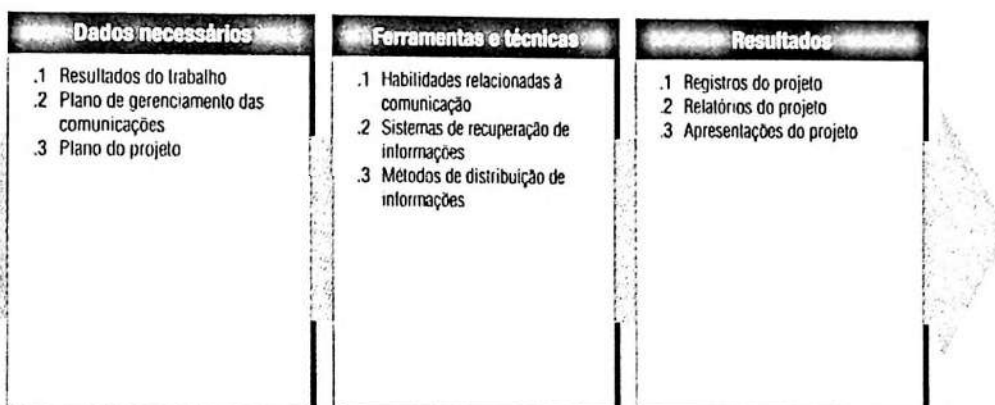 Dados necessários
.1 Resultados do trabalho
.2 Plano de gerenciamento das
comunicações
.3 Plano do projeto
Ferramentas e técnicas
.1 Habilidades relacionadas à
comunicação
.2 Sistemas de recuperação de
informações
.3 Métodos de distribuição de
informações
Resultados
.1 Registros do projeto
.2 Relatórios do projeto
.3 Apresentações do projeto